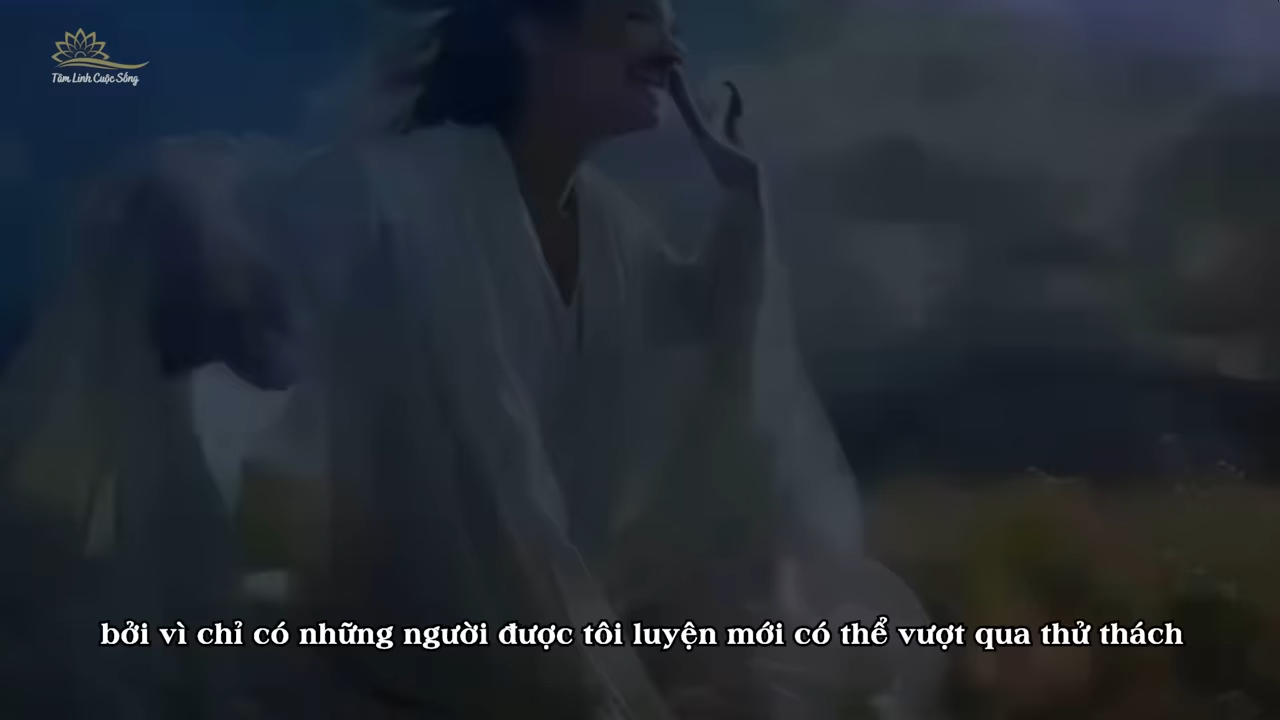 Tâm Linh Cuộc Sống
bởi vì chỉ có những người được tôi luyện mới có thể vượt qua thử thách